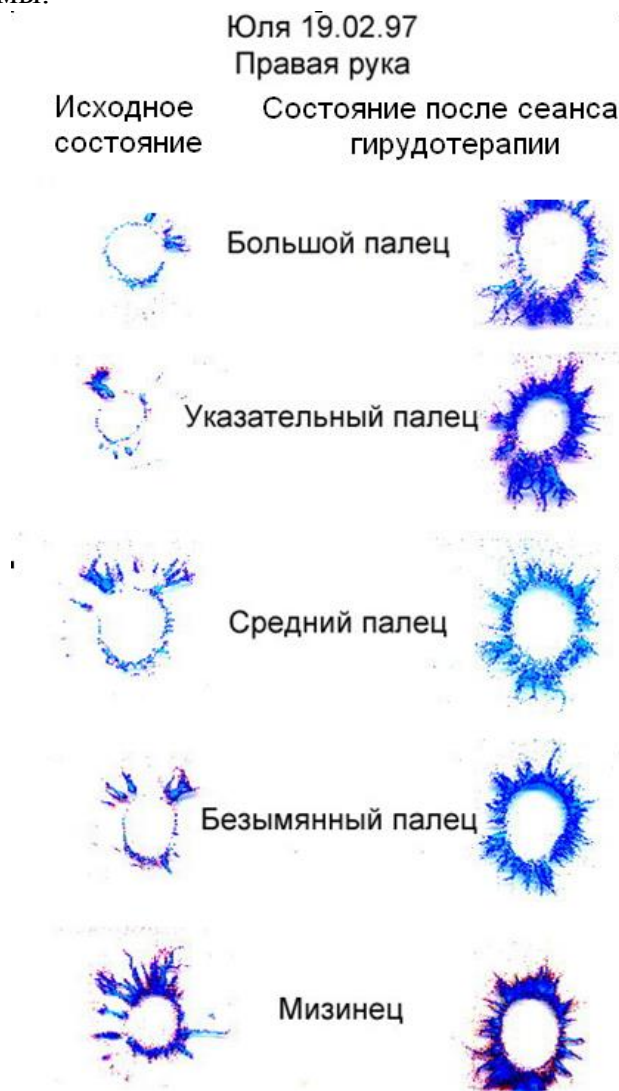 мы.
Юля 19.02.97
Правая рука
Исходное состояние
Состояние после сеанса гирудотерапии
Большой палец
Указательный палец
Средний палец
Безымянный палец
Мизинец